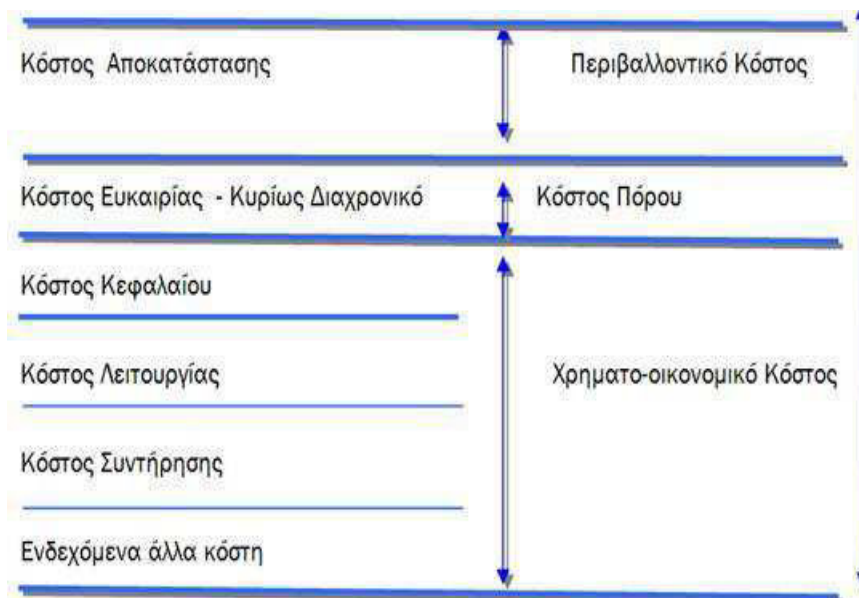 Κόστος Αποκατάστασης
Περιβαλλοντικό Κόστος
Κόστος Ευκαιρίας - Κυρίως Διαχρονικό
Κόστος Πόρου
Κόστος Κεφαλαίου
Κόστος Λειτουργίας
Χρηματο-οικονομικό Κόστος
Κόστος Συντήρησης
Ενδεχόμενα άλλα κόστη